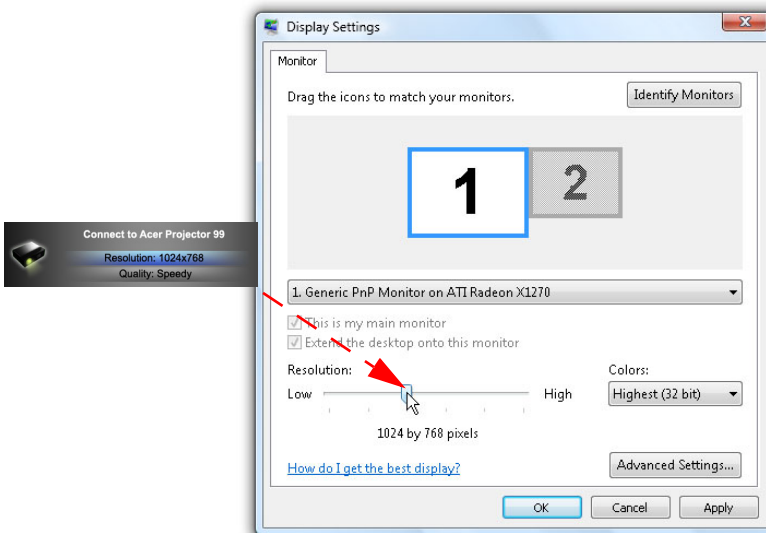 Display Settings
Monitor
Drag the icons to match your monitors.
Identify Monitors
1
2
Connect to Acer Projector 99
Resolution: 1024x768
Quality: Speedy
1. Generic PnP Monitor on ATI Radeon X1270
This is my main monitor
Extend the desktop onto this monitor
Resolution:
Colors:
Low
High
Highest (32 bit)
1024 by 768 pixels
How do I get the best display?
Advanced Settings...
OK
Cancel
Apply